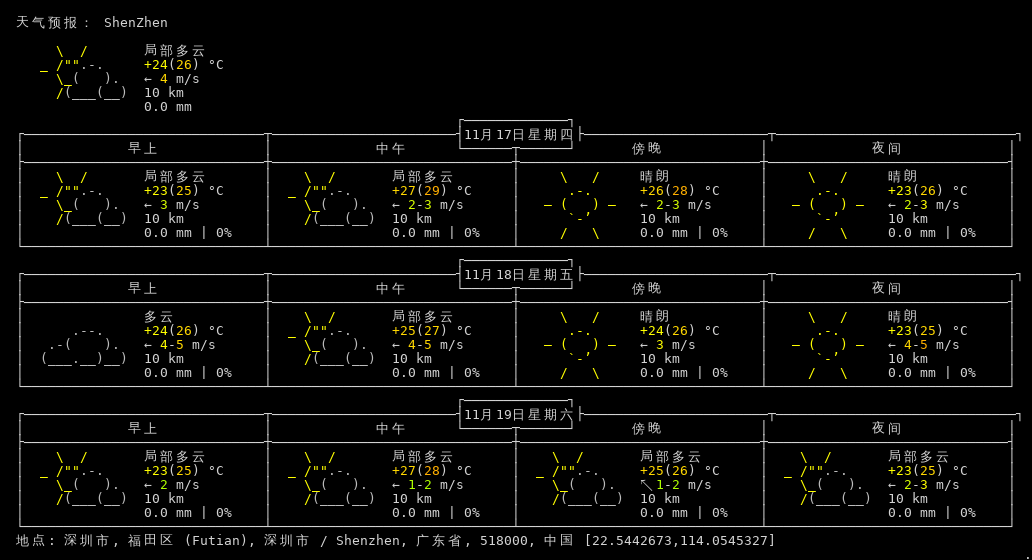 天气预报： ShenZhen
局部多云
+24(26) °C
← 4 m/s
10 km
0.0 mm
11月17日星期四
早上 中午 傍晚 夜间
局部多云 局部多云 晴朗 晴朗
+23(25) °C +27(29) °C +26(28) °C +23(26) °C
← 3 m/s ← 2-3 m/s ← 2-3 m/s ← 2-3 m/s
10 km 10 km 10 km 10 km
0.0 mm | 0% 0.0 mm | 0% 0.0 mm | 0% 0.0 mm | 0%
11月18日星期五
早上 中午 傍晚 夜间
多云 局部多云 晴朗 晴朗
+24(26) °C +25(27) °C +24(26) °C +23(25) °C
← 4-5 m/s ← 4-5 m/s ← 3 m/s ← 4-5 m/s
10 km 10 km 10 km 10 km
0.0 mm | 0% 0.0 mm | 0% 0.0 mm | 0% 0.0 mm | 0%
11月19日星期六
早上 中午 傍晚 夜间
局部多云 局部多云 局部多云 局部多云
+23(25) °C +27(28) °C +25(26) °C +23(25) °C
← 2 m/s ← 1-2 m/s ↖ 1-2 m/s ← 2-3 m/s
10 km 10 km 10 km 10 km
0.0 mm | 0% 0.0 mm | 0% 0.0 mm | 0% 0.0 mm | 0%
地点: 深圳市, 福田区 (Futian), 深圳市 / Shenzhen, 广东省, 518000, 中国 [22.5442673,114.0545327]